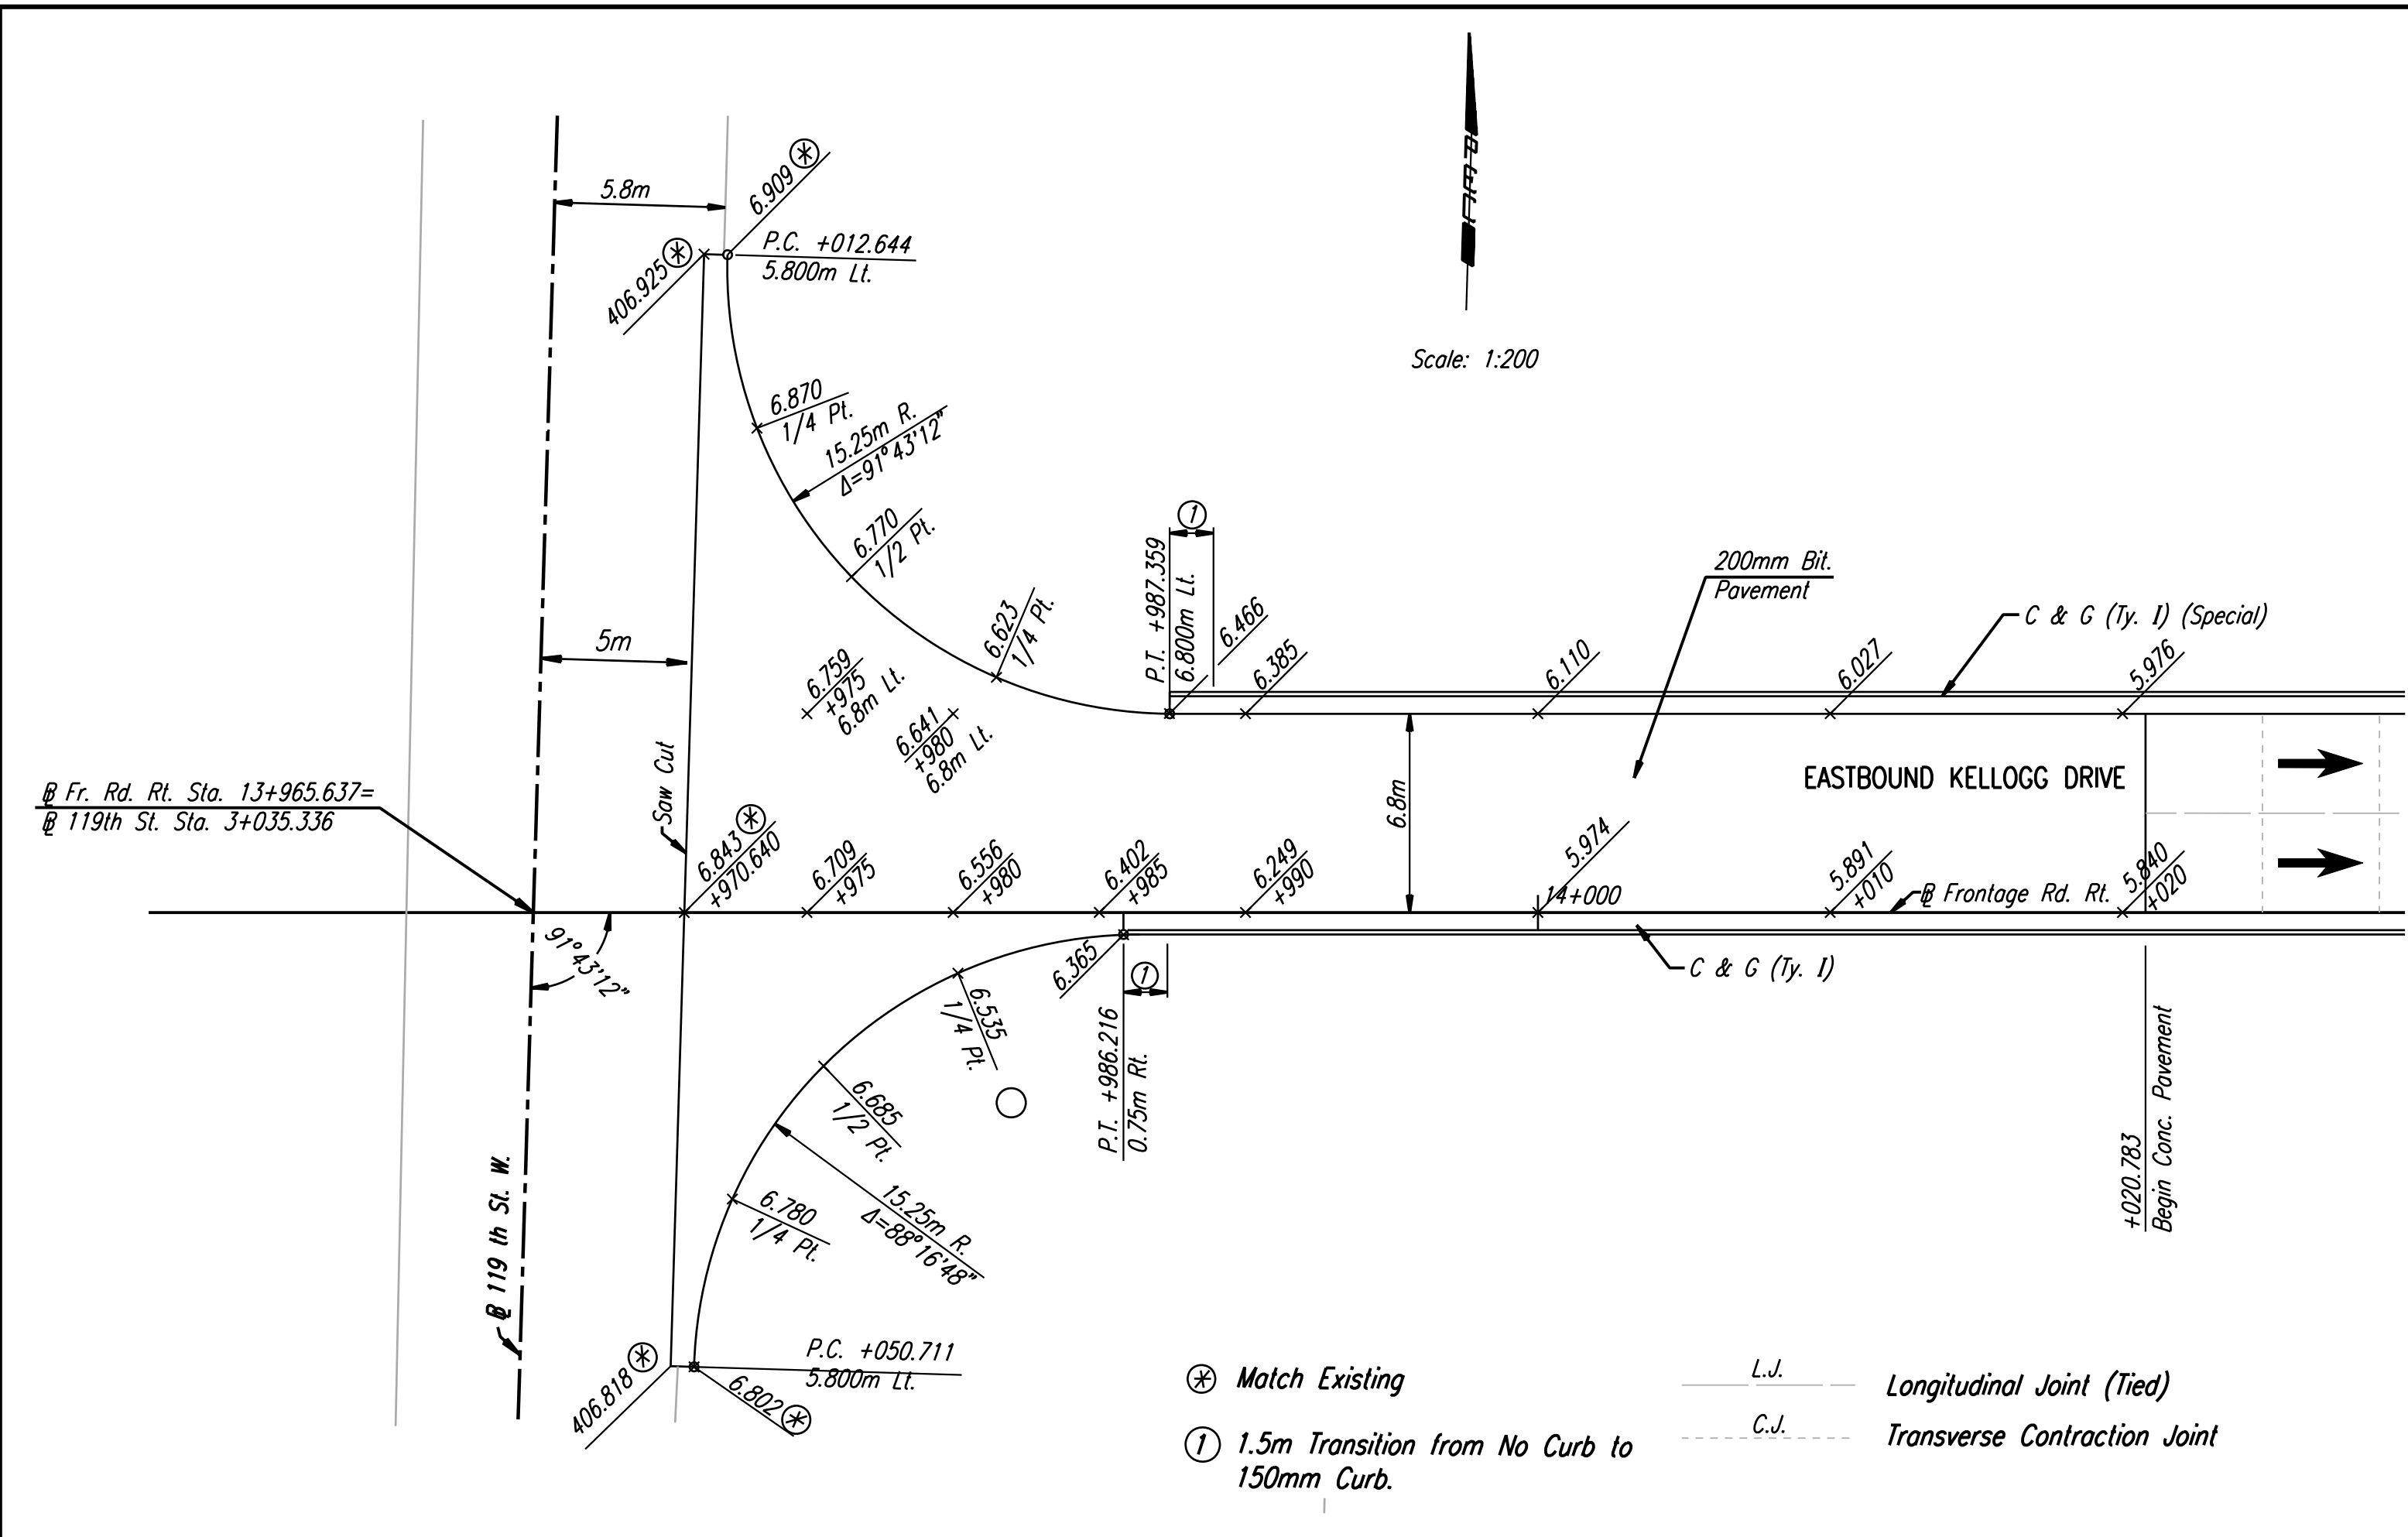 5.8m
6.909
P.C. +012.644
5.800m Lt.
406.925
Scale: 1:200
6.870
1/4 Pt.
15.25m R.
Δ=91°43'12"
6.770
1/2 Pt.
6.623
1/4 Pt.
1
P.T. +987.359
6.800m Lt.
6.466
6.385
6.110
6.027
5.976
200mm Bit.
Pavement
C & G (Ty. I) (Special)
5m
6.759
+975
6.8m Lt.
6.641
+980
6.8m Lt.
6.8m
EASTBOUND KELLOGG DRIVE
Saw Cut
℄ Fr. Rd. Rt. Sta. 13+965.637=
℄ 119th St. Sta. 3+035.336
6.843
+970.640
6.709
+975
6.556
+980
6.402
+985
6.249
+990
5.974
14+000
5.891
+010
℄ Frontage Rd. Rt.
5.840
+020
91°43'12"
6.365
1
C & G (Ty. I)
6.535
1/4 Pt.
P.T. +986.216
0.75m Rt.
6.685
1/2 Pt.
15.25m R.
Δ=88°16'48"
6.780
1/4 Pt.
+020.783
Begin Conc. Pavement
℄ 119 th St. W.
P.C. +050.711
5.800m Lt.
406.818
6.802
Match Existing
1 1.5m Transition from No Curb to
150mm Curb.
L.J. Longitudinal Joint (Tied)
C.J. Transverse Contraction Joint